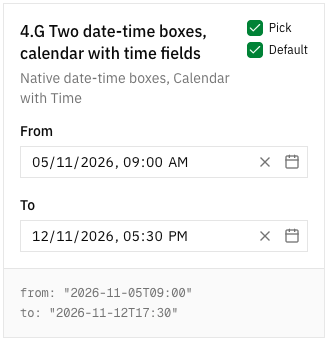 4.G Two date-time boxes,
calendar with time fields
Pick
Default
Native date-time boxes, Calendar
with Time
From
05/11/2026, 09:00 AM
To
12/11/2026, 05:30 PM
from: "2026-11-05T09:00"
to: "2026-11-12T17:30"